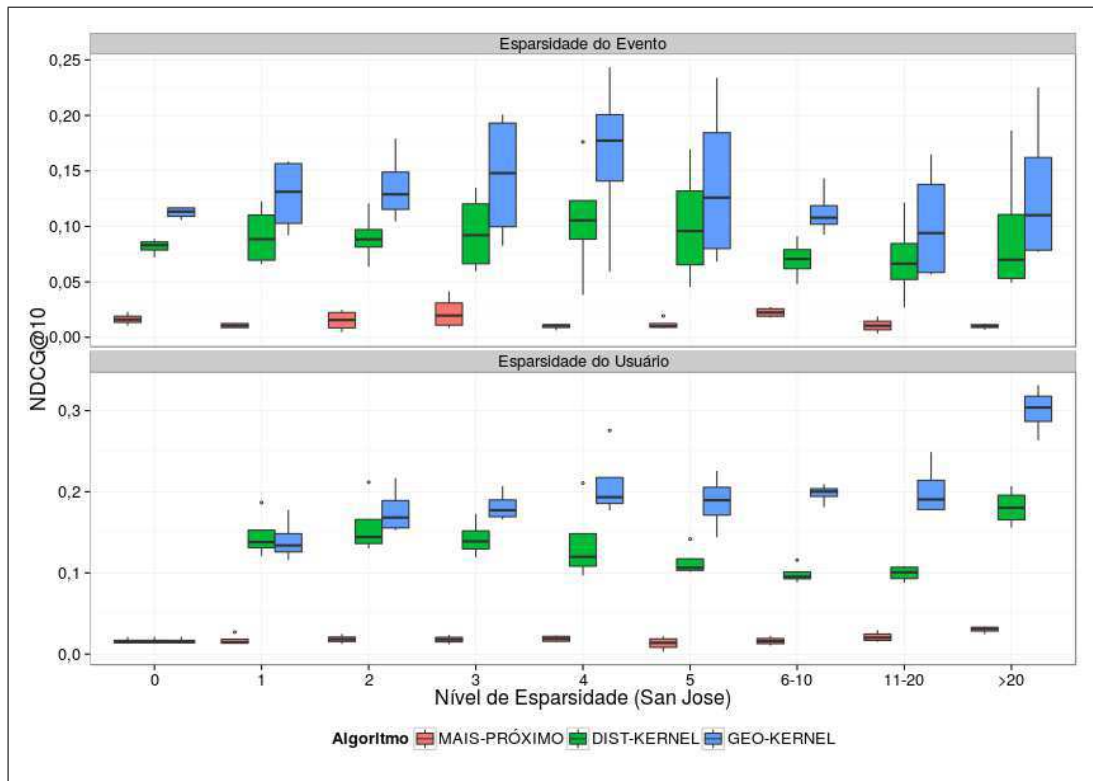 Esparsidade do Evento
0,25
0,20
0,15
0,10
0,05
0,00
NDCG@10
Esparsidade do Usuário
0,3
0,2
0,1
0,0
0 1 2 3 4 5 6-10 11-20 >20
Nível de Esparsidade (San Jose)
Algoritmo MAIS-PRÓXIMO DIST-KERNEL GEO-KERNEL